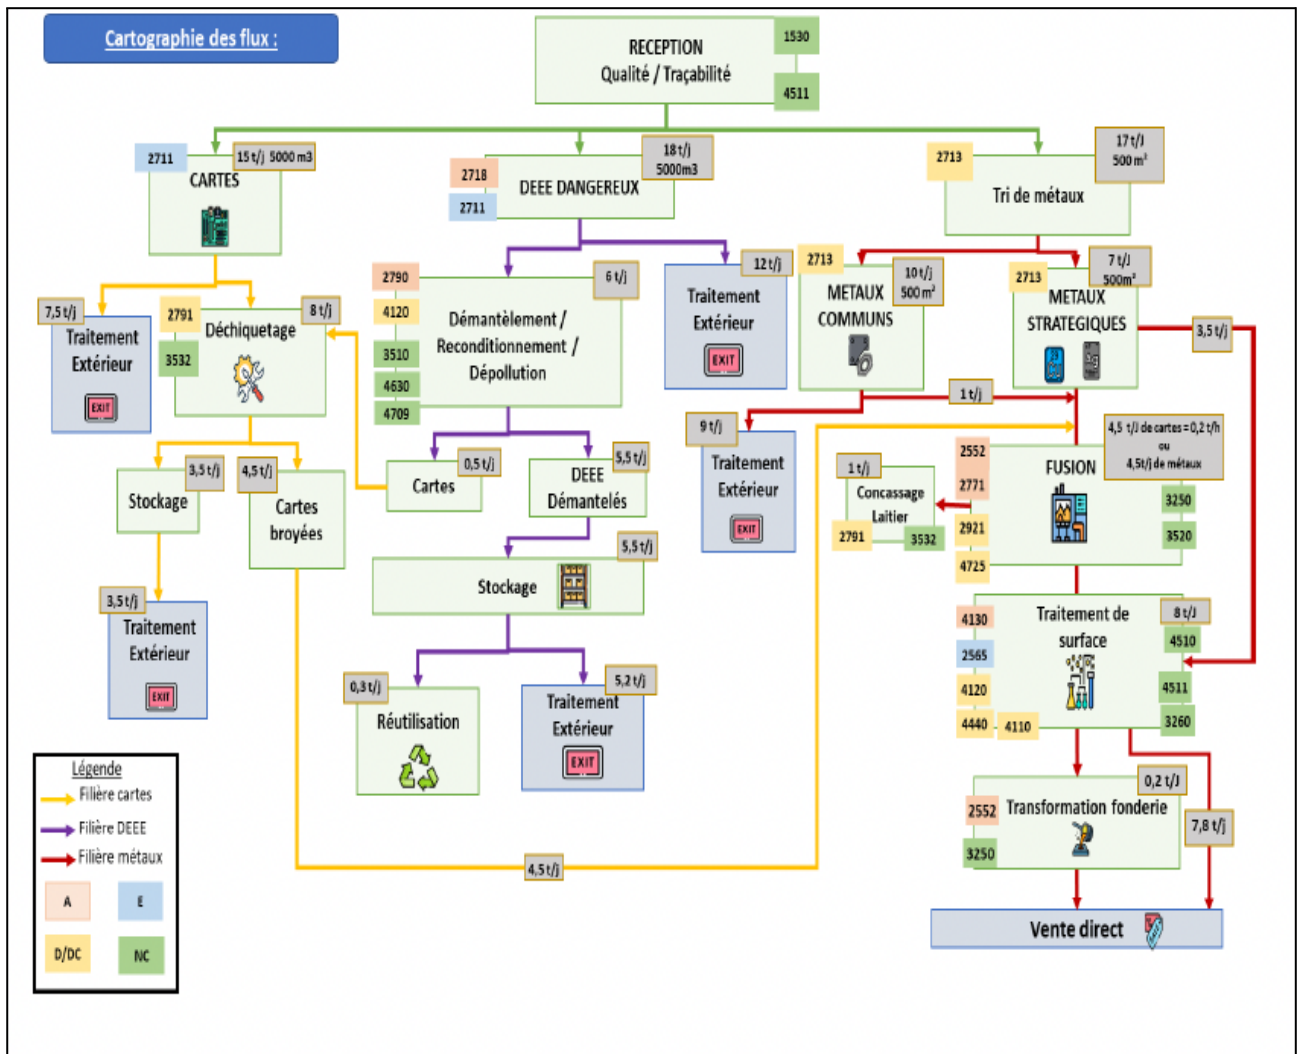 Cartographie des flux :
RECEPTION
Qualité / Traçabilité
1530
4511
2711
15 t/j 5000 m3
CARTES
2718
2711
18 t/j
5000m3
DEEE DANGEREUX
2713
17 t/J
500 m²
Tri de métaux
7,5 t/j
Traitement
Extérieur
EXIT
2791
3532
8 t/j
Déchiquetage
2790
4120
3510
4630
4709
6 t/j
Démantèlement /
Reconditionnement /
Dépollution
12 t/j
Traitement
Extérieur
EXIT
2713
10 t/j
500 m²
METAUX
COMMUNS
2713
7 t/J
500m²
METAUX
STRATEGIQUES
Ag
3,5 t/j
1 t/j
9 t/j
Traitement
Extérieur
EXIT
3,5 t/j
Stockage
4,5 t/j
Cartes
broyées
0,5 t/j
Cartes
5,5 t/j
DEEE
Démantelés
1 t/j
Concassage
Laitier
2791
3532
4,5 t/J de cartes = 0,2 t/h
ou
4,5t/j de métaux
FUSION
2552
2771
2921
4725
3250
3520
5,5 t/j
Stockage
3,5 t/j
Traitement
Extérieur
EXIT
0,3 t/j
Réutilisation
5,2 t/j
Traitement
Extérieur
EXIT
8 t/J
Traitement de
surface
4130
2565
4120
4440
4110
4510
4511
3260
0,2 t/J
Transformation fonderie
2552
3250
7,8 t/j
4,5 t/j
Vente direct
Légende
Filière cartes
Filière DEEE
Filière métaux
A
E
D/DC
NC